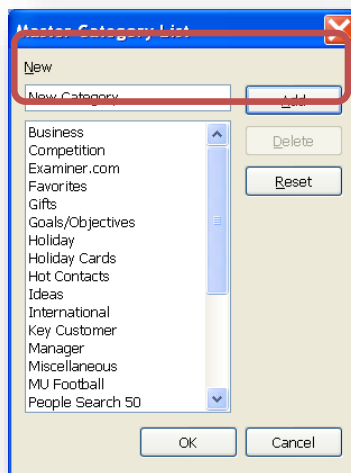 Master Category List
New
New Category
Add
Business
Competition
Examiner.com
Favorites
Gifts
Goals/Objectives
Holiday
Holiday Cards
Hot Contacts
Ideas
International
Key Customer
Manager
Miscellaneous
MU Football
People Search 50
Delete
Reset
OK
Cancel